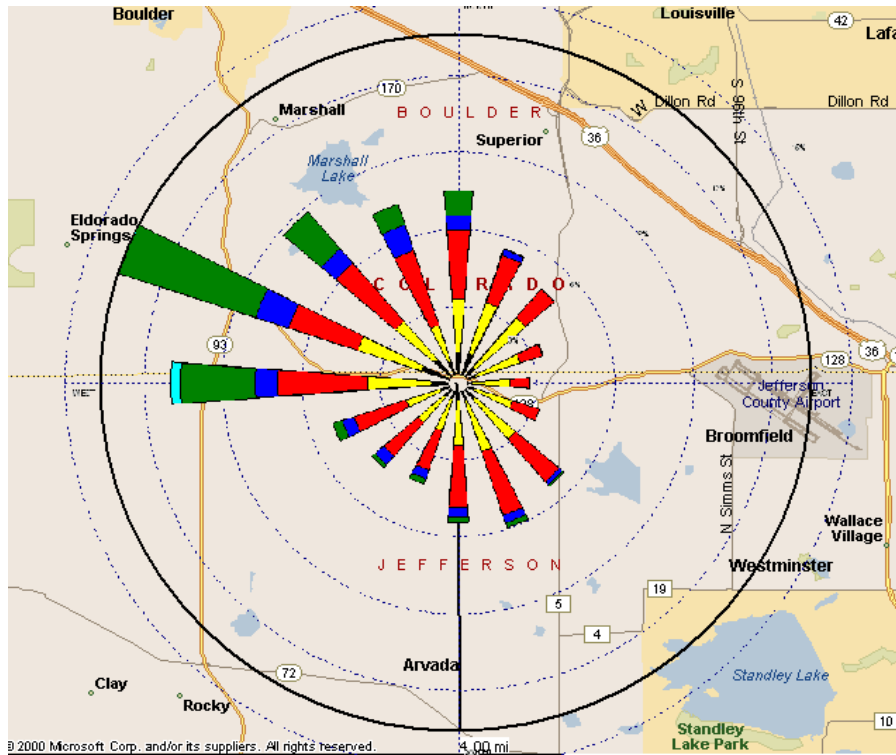 Boulder
Louisville
42
Lafa
170
Dillon Rd
Dillon Rd
W
S 96th St
Marshall
BOULDER
Superior
36
Marshall
Lake
Eldorado
Springs
COLORADO
93
128
36
128
Jefferson
County Airport
Broomfield
N Simms St
Wallace
Village
JEFFERSON
Westminster
19
5
4
Arvada
72
Clay
Rocky
Standley Lake
Standley
Lake Park
10
© 2000 Microsoft Corp. and/or its suppliers. All rights reserved.
4.00 mi